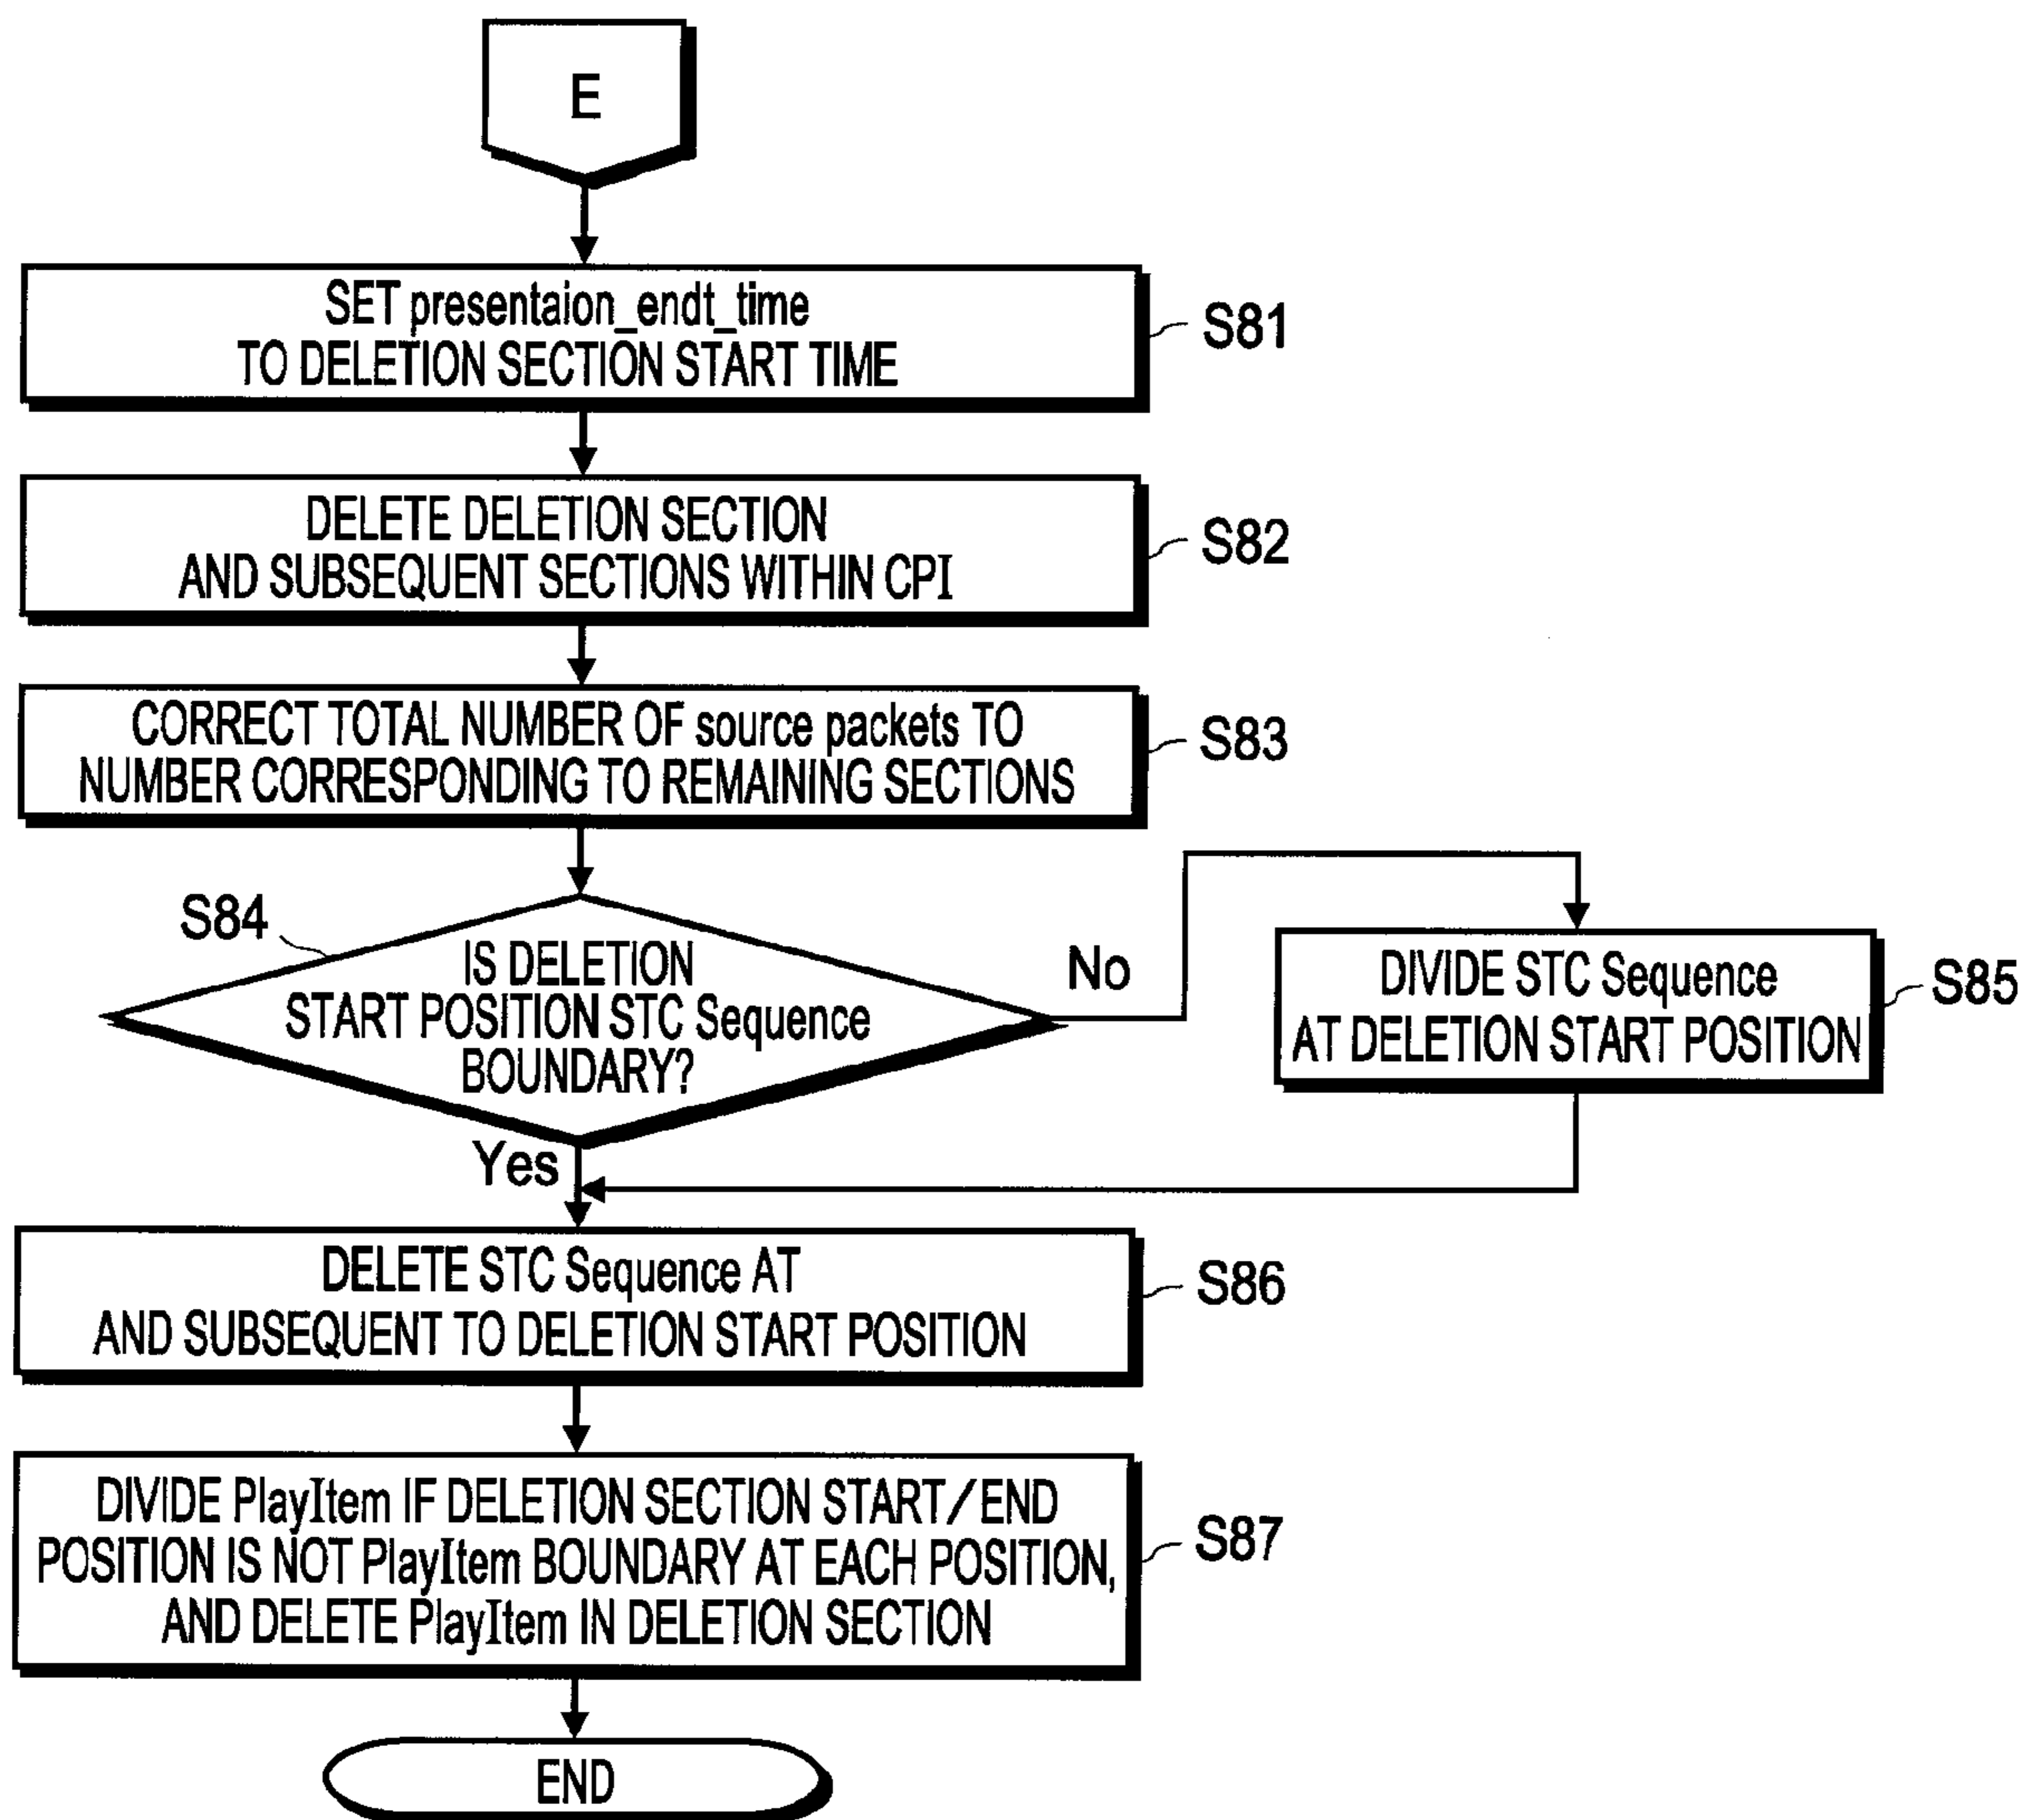 E
SET presentaion_endt_time
TO DELETION SECTION START TIME
S81
DELETE DELETION SECTION
AND SUBSEQUENT SECTIONS WITHIN CPI
S82
CORRECT TOTAL NUMBER OF source packets TO
NUMBER CORRESPONDING TO REMAINING SECTIONS
S83
S84
IS DELETION
START POSITION STC Sequence
BOUNDARY?
No
Yes
DIVIDE STC Sequence
AT DELETION START POSITION
S85
DELETE STC Sequence AT
AND SUBSEQUENT TO DELETION START POSITION
S86
DIVIDE PlayItem IF DELETION SECTION START/END
POSITION IS NOT PlayItem BOUNDARY AT EACH POSITION,
AND DELETE PlayItem IN DELETION SECTION
S87
END